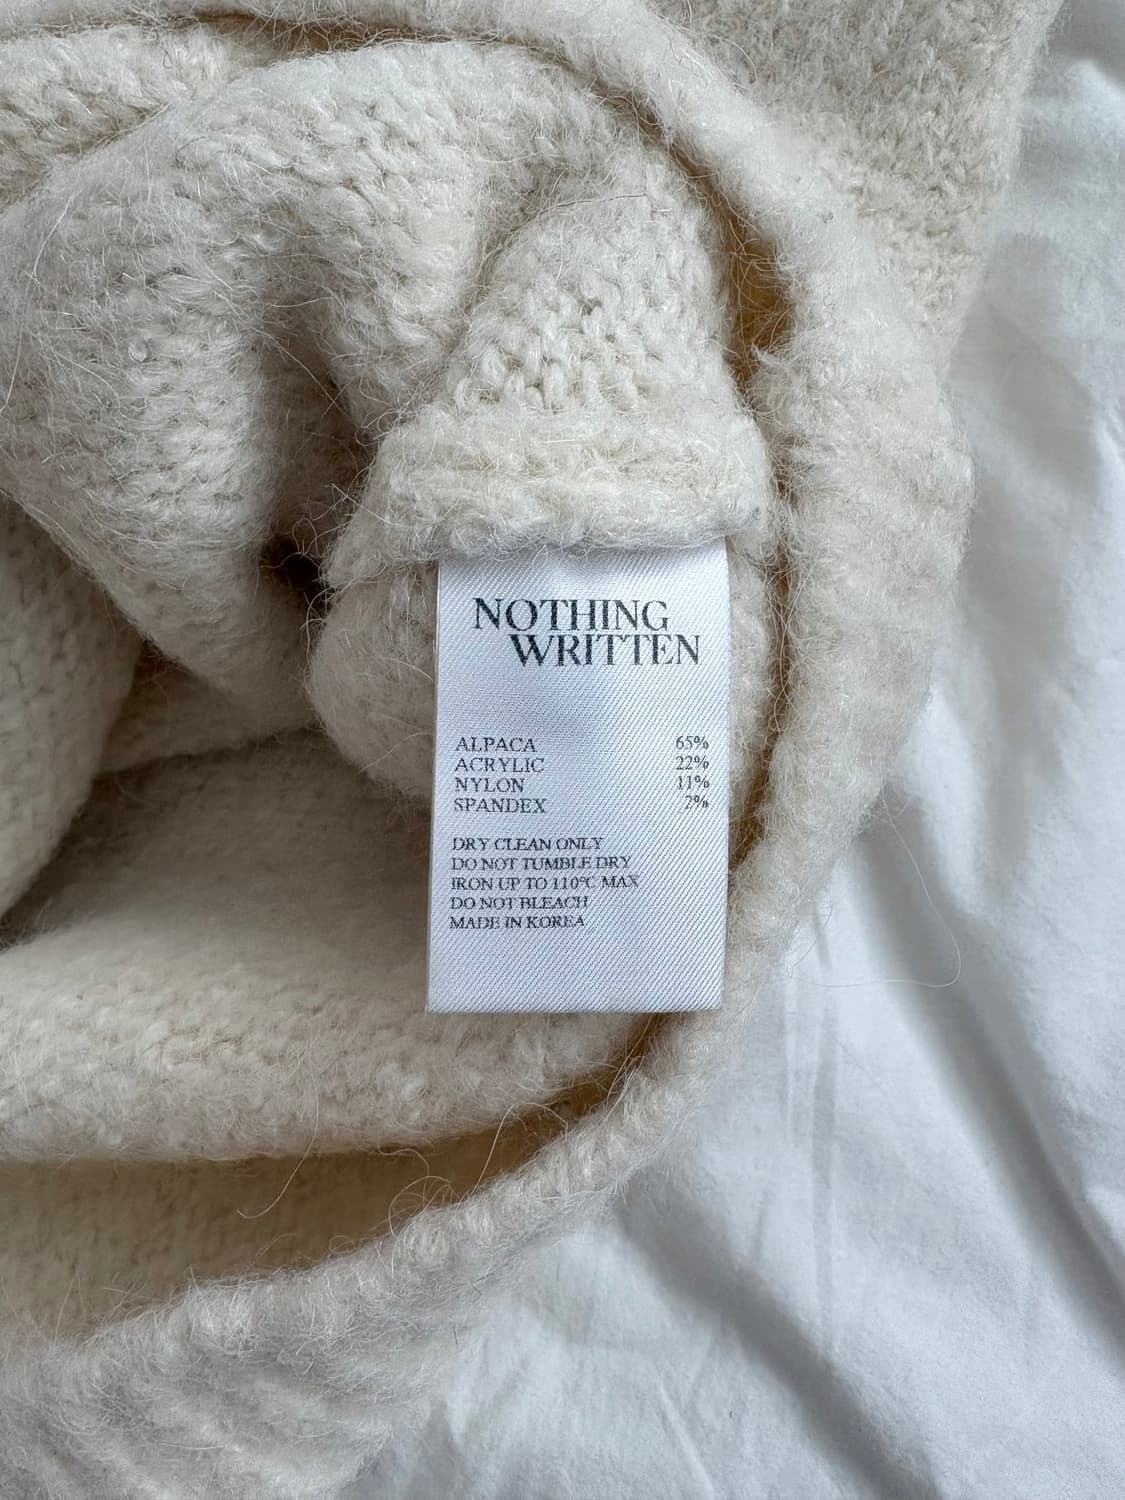 NOTHING
WRITTEN
ALPACA 65%
ACRYLIC 22%
NYLON 11%
SPANDEX 2%
DRY CLEAN ONLY
DO NOT TUMBLE DRY
IRON UP TO 110°C MAX
DO NOT BLEACH
MADE IN KOREA